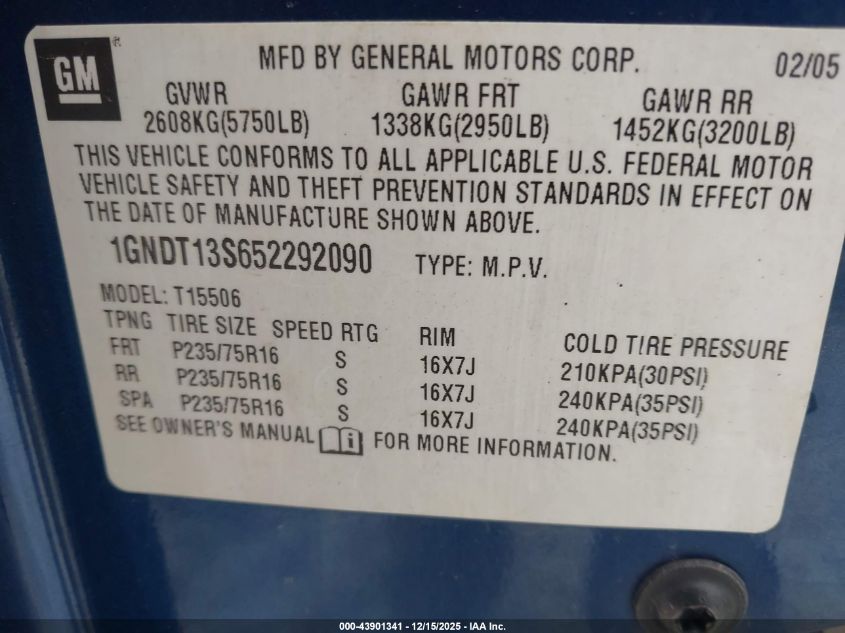 GM®
MFD BY GENERAL MOTORS CORP. 02/05
GVWR GAWR FRT GAWR RR
2608KG(5750LB) 1338KG(2950LB) 1452KG(3200LB)
THIS VEHICLE CONFORMS TO ALL APPLICABLE U.S. FEDERAL MOTOR
VEHICLE SAFETY AND THEFT PREVENTION STANDARDS IN EFFECT ON
THE DATE OF MANUFACTURE SHOWN ABOVE.
1GNDT13S652292090 TYPE: M.P.V.
MODEL: T15506
TPNG TIRE SIZE SPEED RTG RIM COLD TIRE PRESSURE
FRT P235/75R16 S 16X7J 210KPA(30PSI)
RR P235/75R16 S 16X7J 240KPA(35PSI)
SPA P235/75R16 S 16X7J 240KPA(35PSI)
SEE OWNER'S MANUAL i FOR MORE INFORMATION.
000-43901341 - 12/15/2025 - IAA Inc.